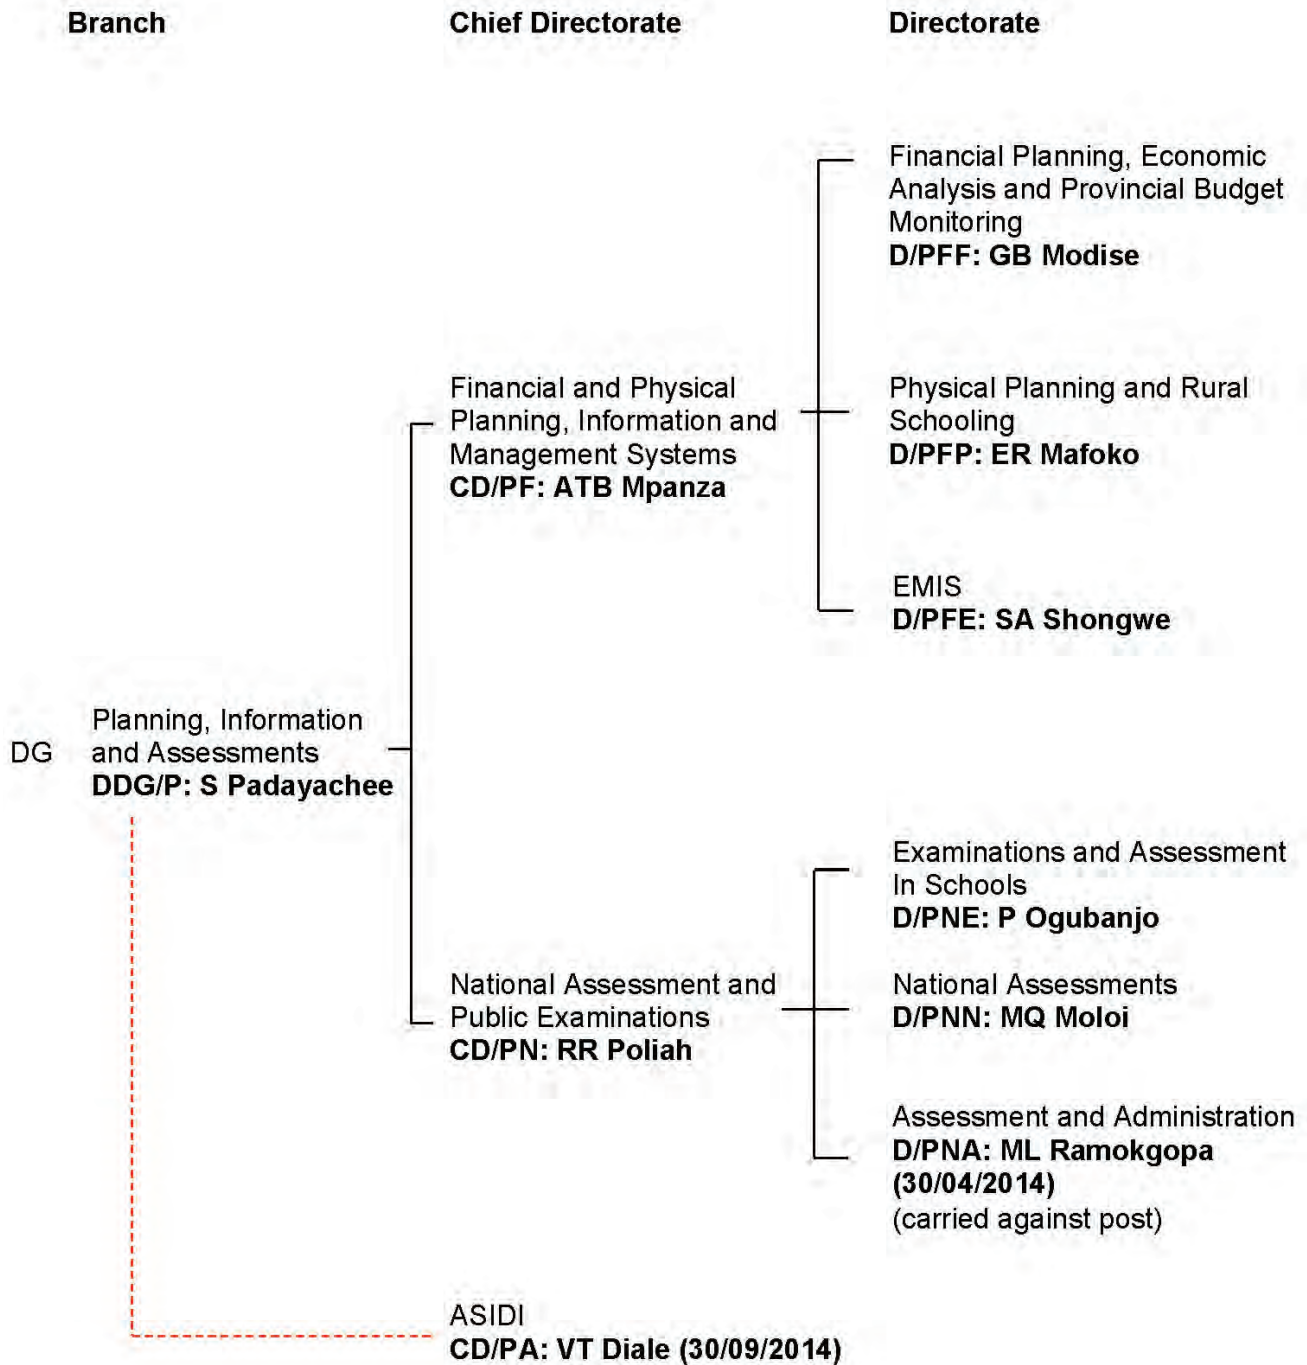 Branch
Chief Directorate
Directorate
Financial Planning, Economic
Analysis and Provincial Budget
Monitoring
D/PFF: GB Modise
Financial and Physical
Planning, Information and
Management Systems
CD/PF: ATB Mpanza
Physical Planning and Rural
Schooling
D/PFP: ER Mafoko
EMIS
D/PFE: SA Shongwe
DG
Planning, Information
and Assessments
DDG/P: S Padayachee
Examinations and Assessment
In Schools
D/PNE: P Ogubanjo
National Assessment and
Public Examinations
CD/PN: RR Poliah
National Assessments
D/PNN: MQ Moloi
Assessment and Administration
D/PNA: ML Ramokgopa
(30/04/2014)
(carried against post)
ASIDI
CD/PA: VT Diale (30/09/2014)